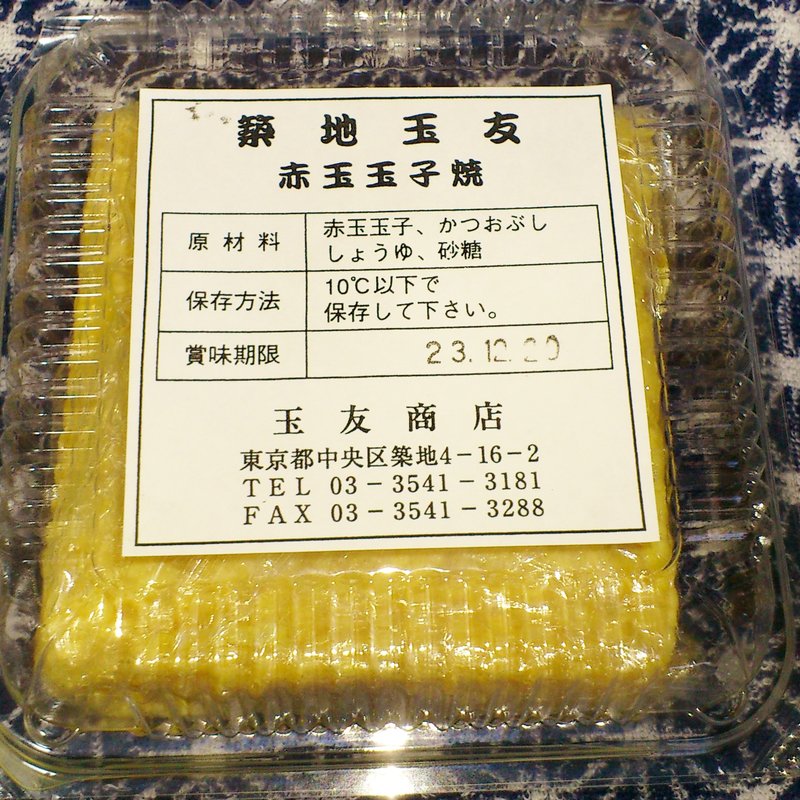 築地玉友
赤玉玉子焼
原材料 赤玉玉子、かつおぶし
しょうゆ、砂糖
保存方法 10℃以下で
保存して下さい。
賞味期限 23.12.20
玉友商店
東京都中央区築地4－16－2
TEL 03－3541－3181
FAX 03－3541－3288